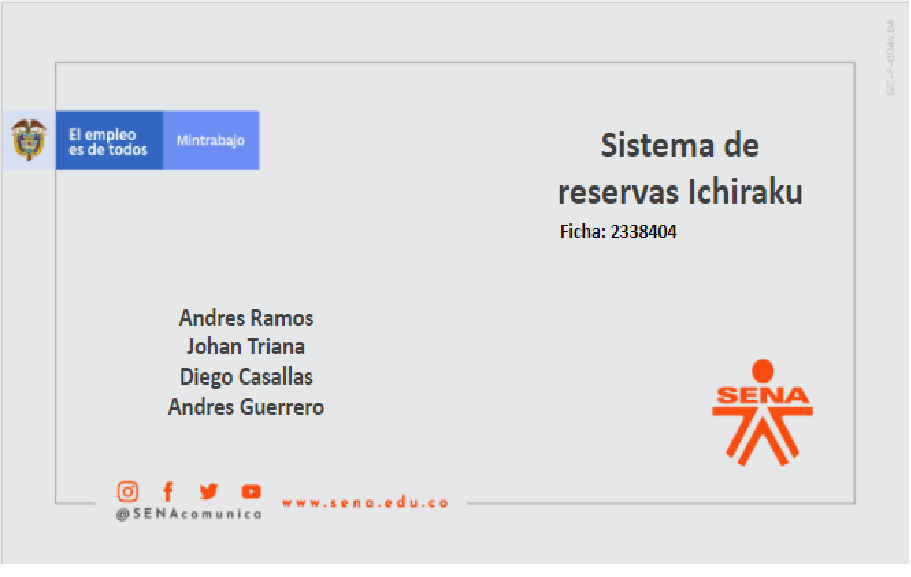 GC-F-004V.04
El empleo
es de todos
Mintrabajo
Sistema de
reservas Ichiraku
Ficha: 2338404
Andres Ramos
Johan Triana
Diego Casallas
Andres Guerrero
SENA
@SENAcomunica
www.sena.edu.co